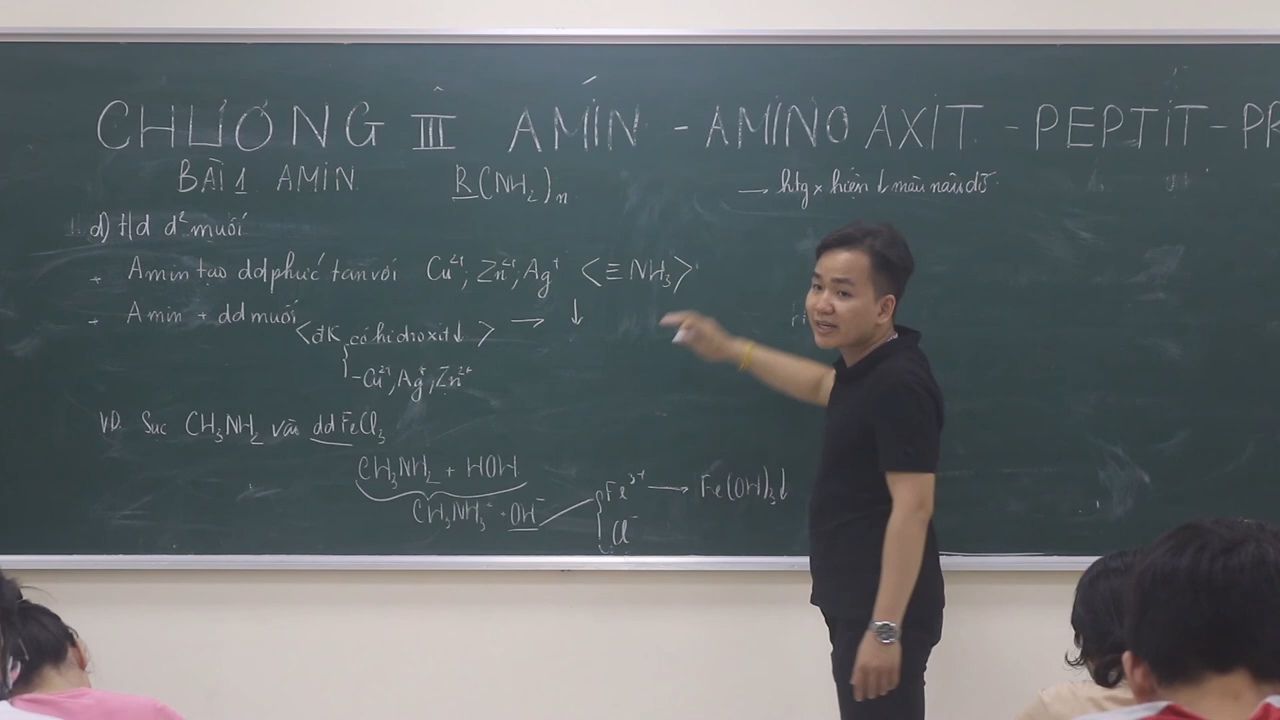 CHƯƠNG III AMIN - AMINO AXIT - PEPTIT - PR
BÀI 1 AMIN R(NH₂)ₙ → htg x hiện ↓ màu nâu đỏ
d) t/d d² muối
+ Amin tạo dd phức tan với Cu²⁺; Zn²⁺; Ag⁺ <≡ NH₃>
+ Amin + dd muối <đK có hidroxit↓> → ↓
- Cu²⁺, Ag⁺, Zn²⁺
VD. Sục CH₃NH₂ vào dd FeCl₃
CH₃NH₂ + HOH
CH₃NH₃⁺ + OH⁻ Fe³⁺ → Fe(OH)₃↓
Cl⁻